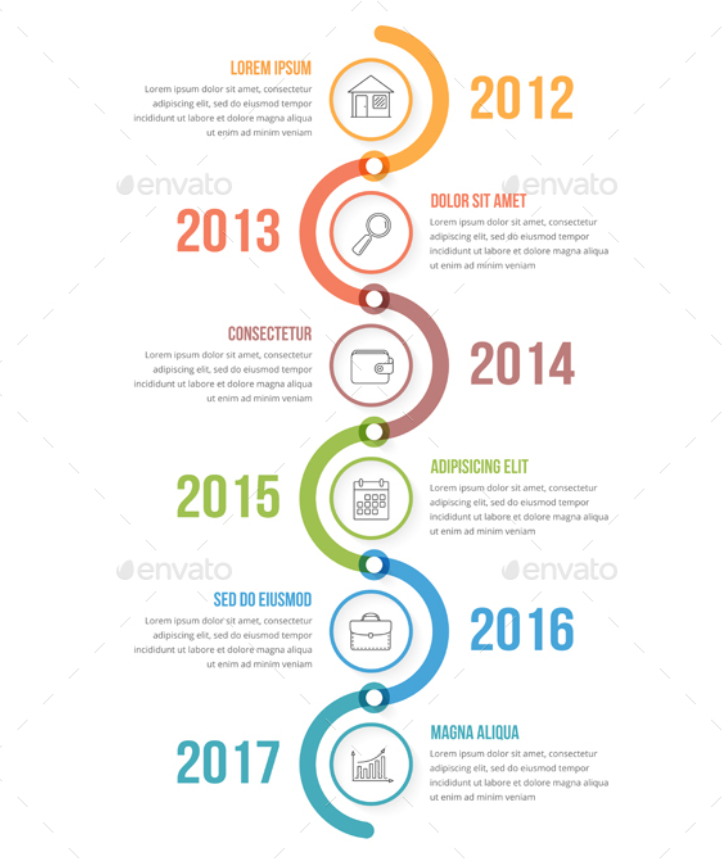 LOREM IPSUM
Lorem ipsum dolor sit amet, consectetur
adipiscing elit, sed do eiusmod tempor
incididunt ut labore et dolore magna aliqua
ut enim ad minim veniam
2012
envato
envato
2013
DOLOR SIT AMET
Lorem ipsum dolor sit amet, consectetur
adipiscing elit, sed do eiusmod tempor
incididunt ut labore et dolore magna aliqua
ut enim ad minim veniam
CONSECTETUR
Lorem ipsum dolor sit amet, consectetur
adipiscing elit, sed do eiusmod tempor
incididunt ut labore et dolore magna aliqua
ut enim ad minim veniam
2014
2015
ADIPISICING ELIT
Lorem ipsum dolor sit amet, consectetur
adipiscing elit, sed do eiusmod tempor
incididunt ut labore et dolore magna aliqua
ut enim ad minim veniam
envato
envato
SED DO EIUSMOD
Lorem ipsum dolor sit amet, consectetur
adipiscing elit, sed do eiusmod tempor
incididunt ut labore et dolore magna aliqua
ut enim ad minim veniam
2016
2017
MAGNA ALIQUA
Lorem ipsum dolor sit amet, consectetur
adipiscing elit, sed do eiusmod tempor
incididunt ut labore et dolore magna aliqua
ut enim ad minim veniam